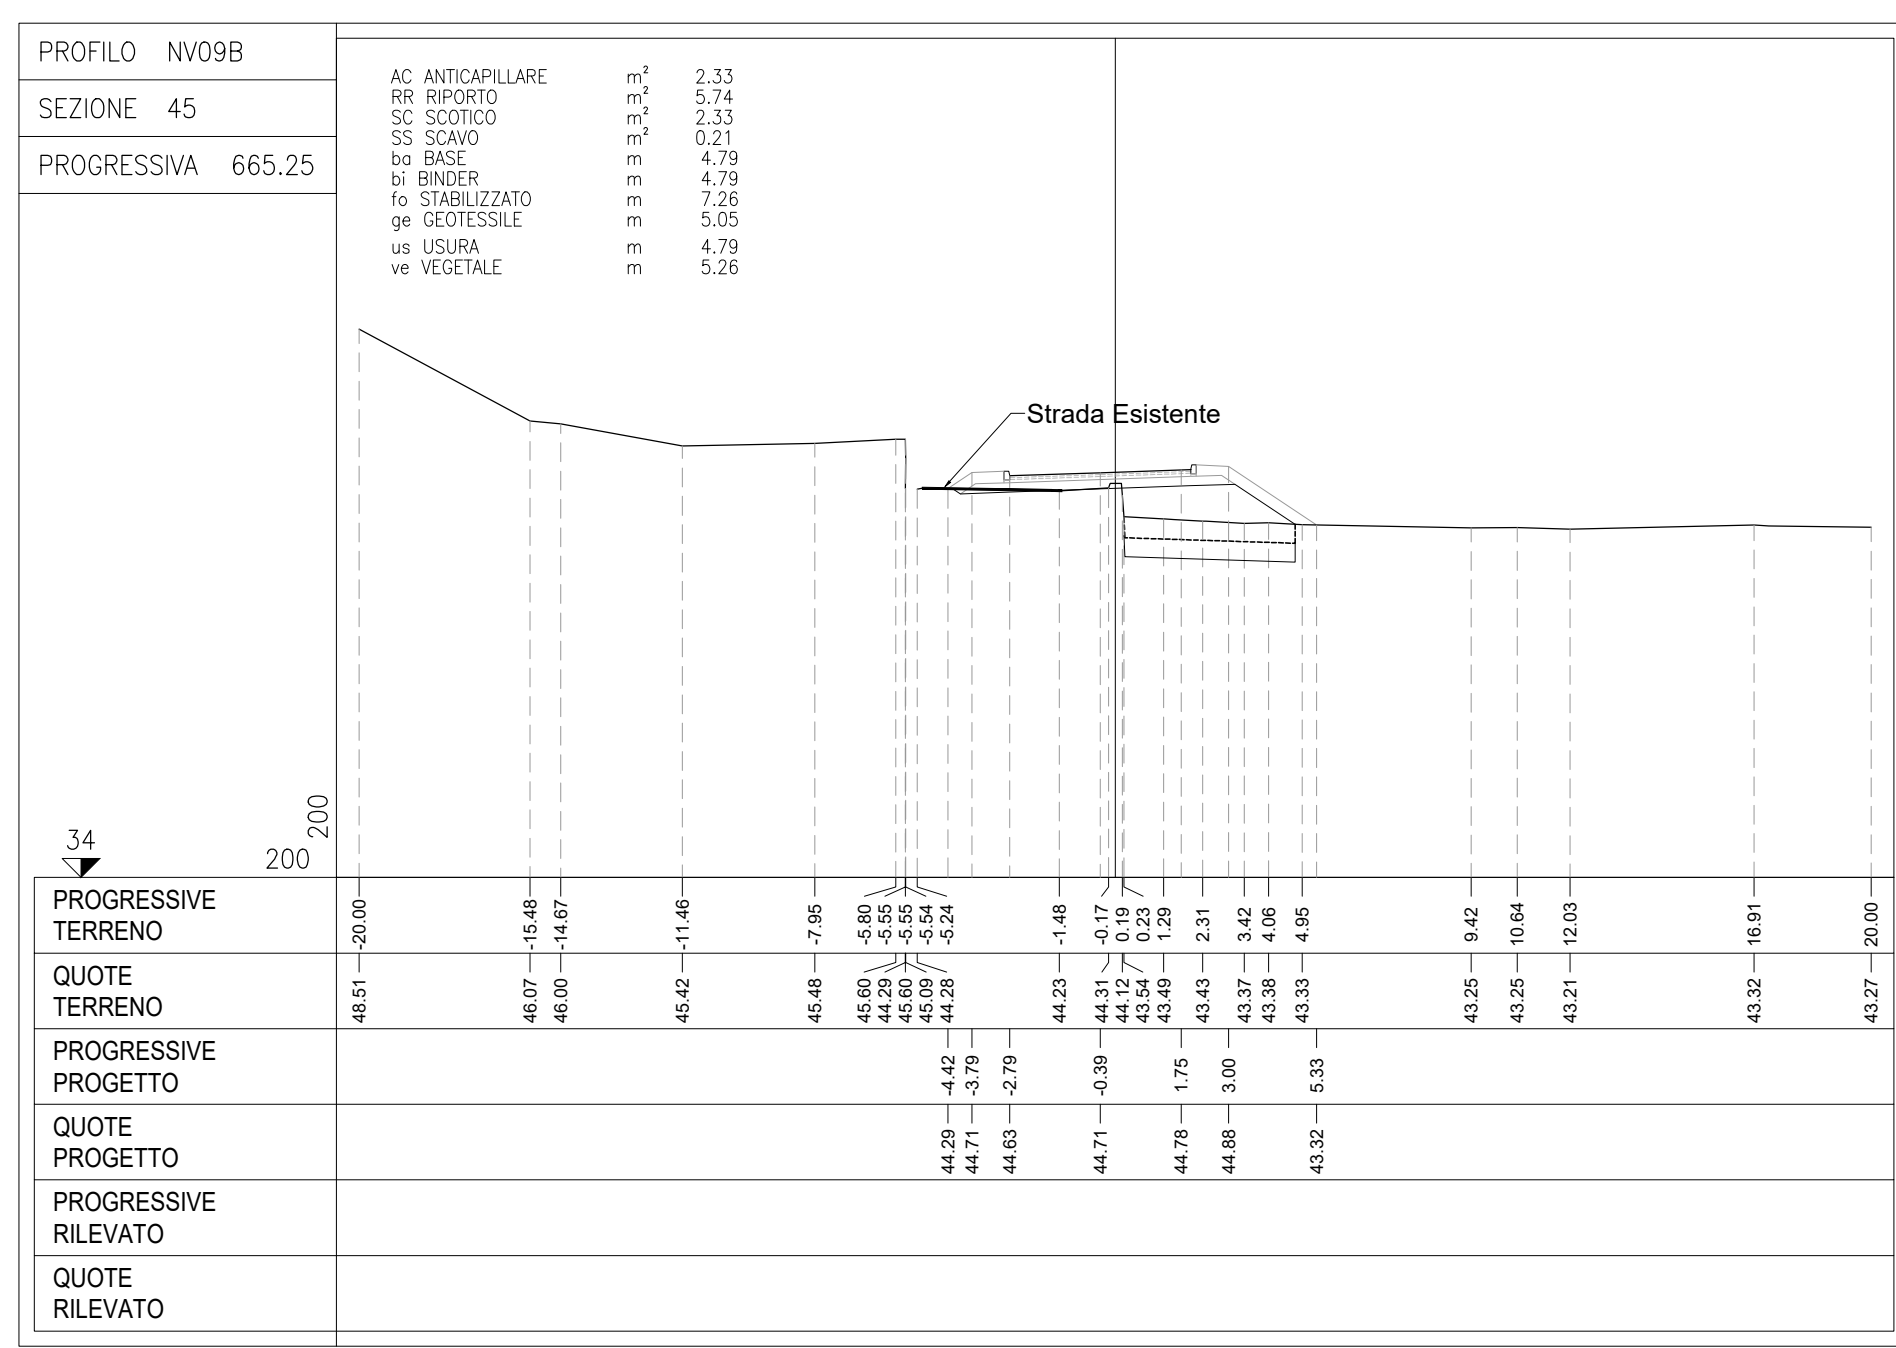 PROFILO NV09B
SEZIONE 45
PROGRESSIVA 665.25
AC ANTICAPILLARE m² 2.33
RR RIPORTO m² 5.74
SC SCOTICO m² 2.33
SS SCAVO m² 0.21
ba BASE m 4.79
bi BINDER m 4.79
fo STABILIZZATO m 7.26
ge GEOTESSILE m 5.05
us USURA m 4.79
ve VEGETALE m 5.26
Strada Esistente
200
34
200
PROGRESSIVE
TERRENO
-20.00 -15.48 -14.67 -11.46 -7.95 -5.80 -5.55 -5.55 -5.54 -5.24 -1.48 -0.17 0.19 0.23 1.29 2.31 3.42 4.06 4.95 9.42 10.64 12.03 16.91 20.00
QUOTE
TERRENO
48.51 46.07 46.00 45.42 45.48 45.60 44.29 45.60 45.09 44.28 44.23 44.31 44.12 43.54 43.49 43.43 43.37 43.38 43.33 43.25 43.25 43.21 43.32 43.27
PROGRESSIVE
PROGETTO
-4.42 -3.79 -2.79 -0.39 1.75 3.00 5.33
QUOTE
PROGETTO
44.29 44.71 44.63 44.71 44.78 44.88 43.32
PROGRESSIVE
RILEVATO
QUOTE
RILEVATO